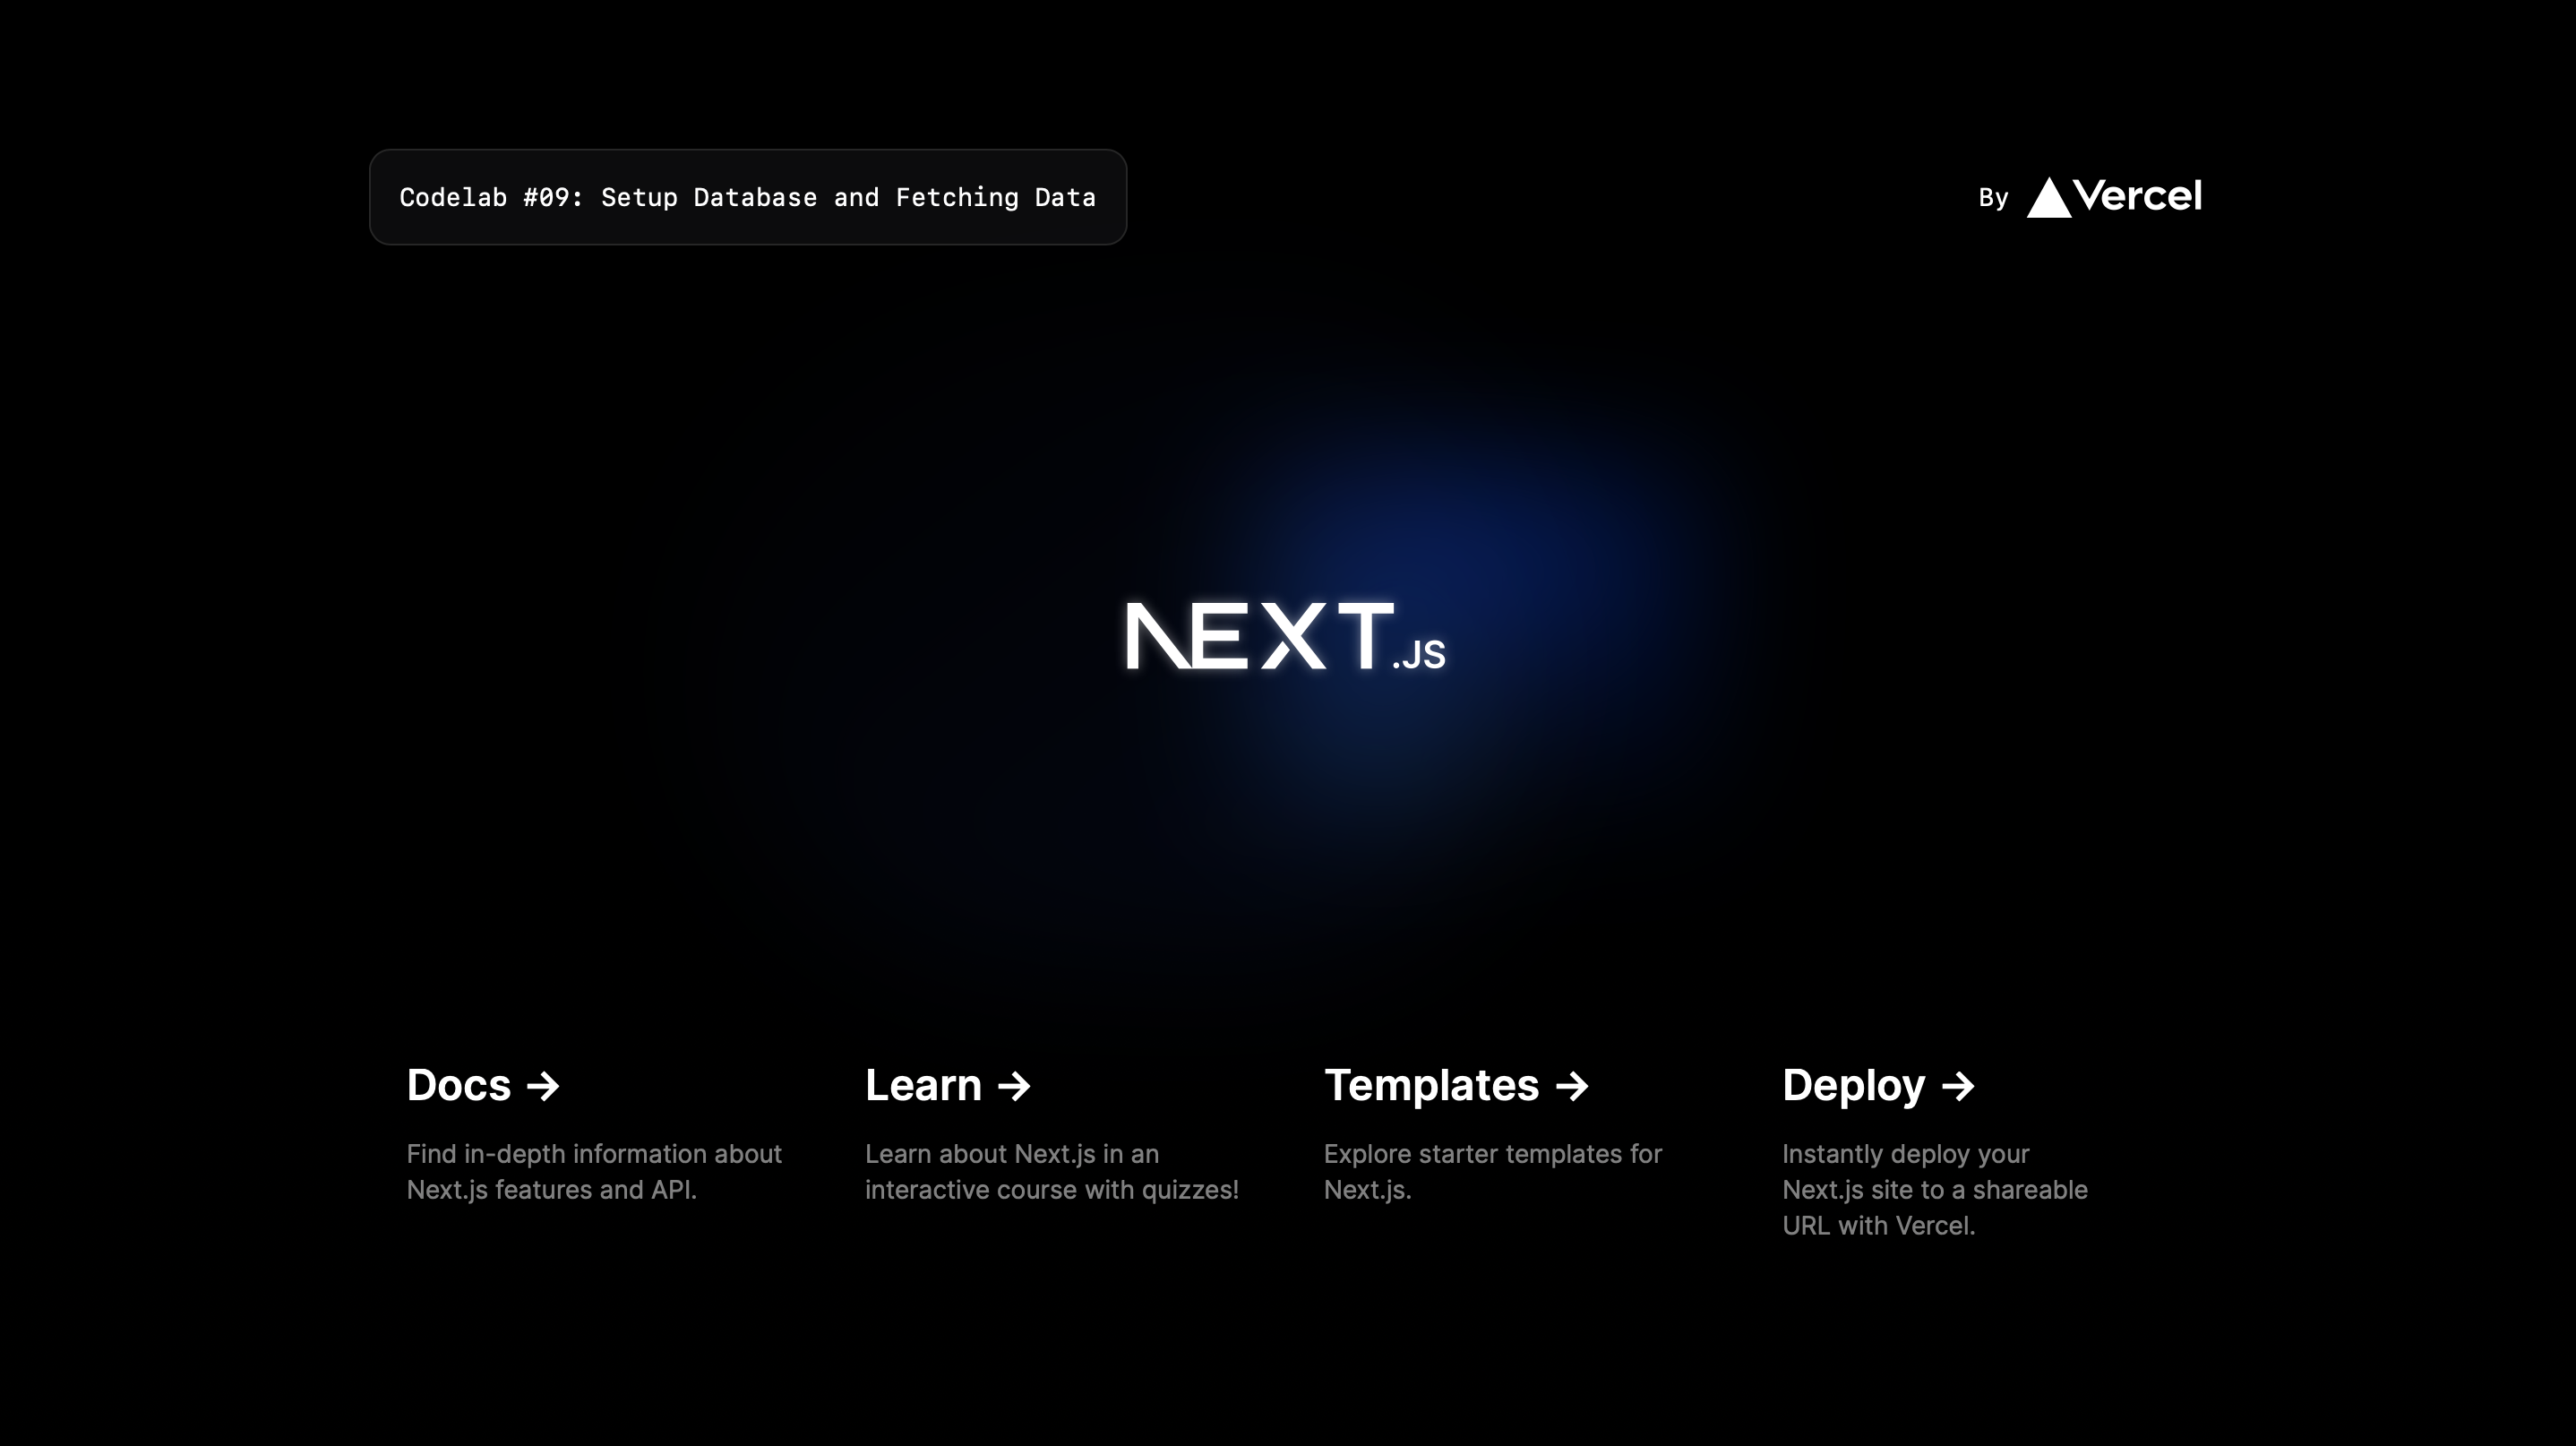 Codelab #09: Setup Database and Fetching Data
By Vercel
NEXT.JS
Docs →
Find in-depth information about
Next.js features and API.
Learn →
Learn about Next.js in an
interactive course with quizzes!
Templates →
Explore starter templates for
Next.js.
Deploy →
Instantly deploy your
Next.js site to a shareable
URL with Vercel.